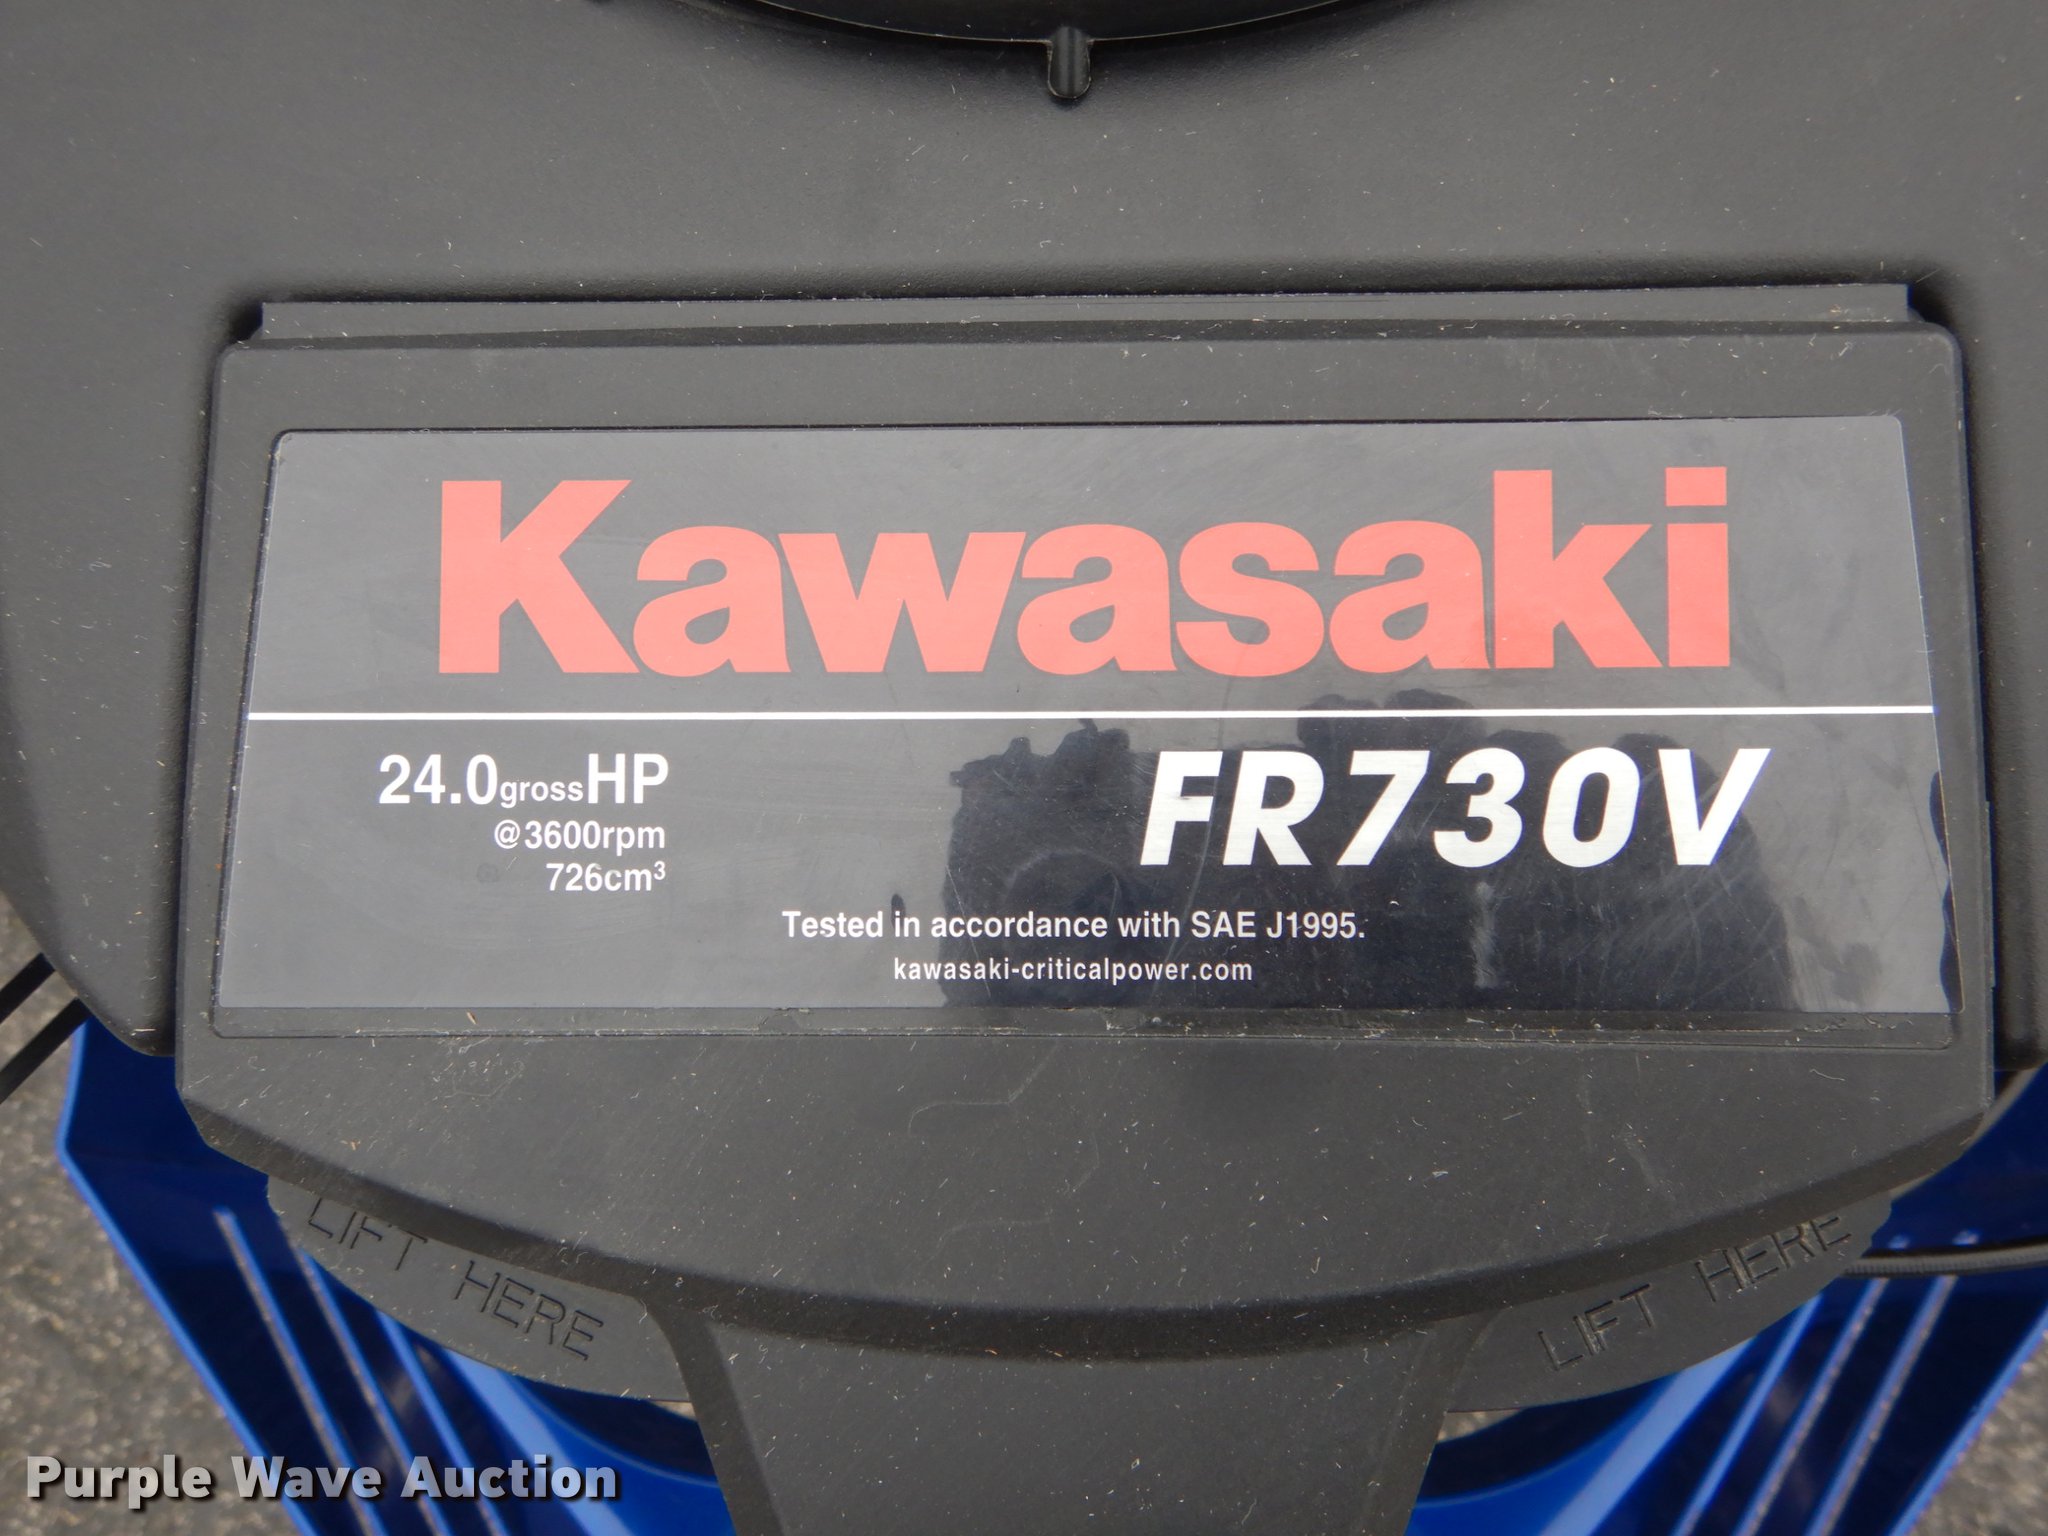 Kawasaki
24.0grossHP
@3600rpm
726cm³
FR730V
Tested in accordance with SAE J1995.
kawasaki-criticalpower.com
LIFT HERE
LIFT HERE
Purple Wave Auction